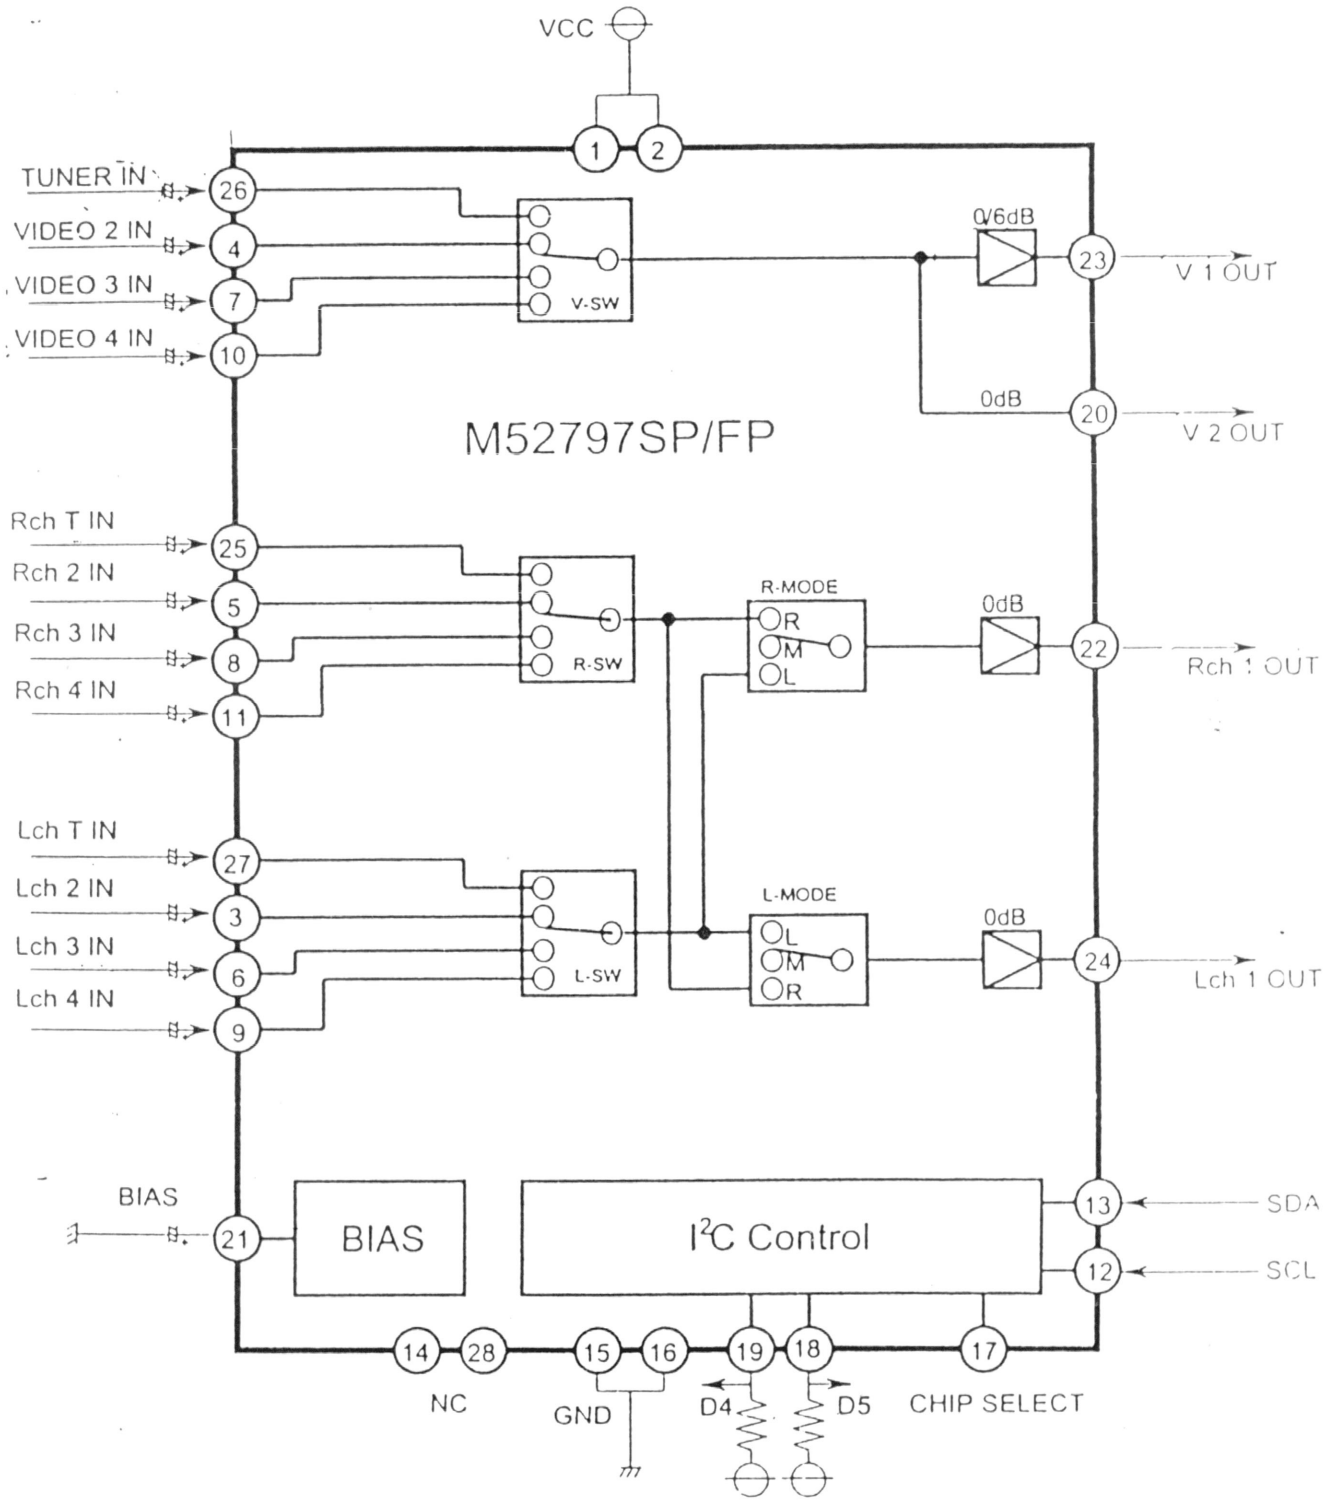 VCC
1 2
TUNER IN
26
VIDEO 2 IN
4
VIDEO 3 IN
7
VIDEO 4 IN
10
V-SW
0/6dB
23
V 1 OUT
0dB
20
V 2 OUT
M52797SP/FP
Rch T IN
25
Rch 2 IN
5
Rch 3 IN
8
Rch 4 IN
11
R-SW
R-MODE
R
M
L
0dB
22
Rch 1 OUT
Lch T IN
27
Lch 2 IN
3
Lch 3 IN
6
Lch 4 IN
9
L-SW
L-MODE
L
M
R
0dB
24
Lch 1 OUT
BIAS
21
BIAS
I²C Control
13
SDA
12
SCL
14 28 15 16 19 18 17
NC
GND
D4
D5
CHIP SELECT